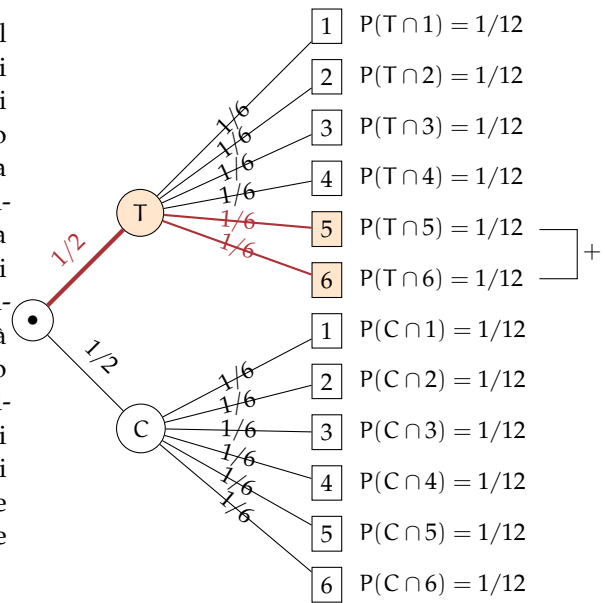 1 P(T ∩ 1) = 1/12
2 P(T ∩ 2) = 1/12
3 P(T ∩ 3) = 1/12
4 P(T ∩ 4) = 1/12
5 P(T ∩ 5) = 1/12
6 P(T ∩ 6) = 1/12
+
1/6
1/6
1/6
1/6
1/6
1/6
T
1/2
1/2
C
1 P(C ∩ 1) = 1/12
2 P(C ∩ 2) = 1/12
3 P(C ∩ 3) = 1/12
4 P(C ∩ 4) = 1/12
5 P(C ∩ 5) = 1/12
6 P(C ∩ 6) = 1/12
1/6
1/6
1/6
1/6
1/6
1/6